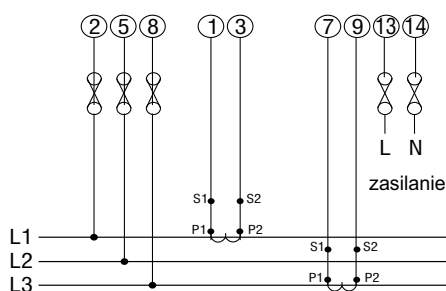 2 5 8 1 3 7 9 13 14
L N
zasilanie
S1 S2
L1 P1 P2
S1 S2
L2
L3 P1 P2